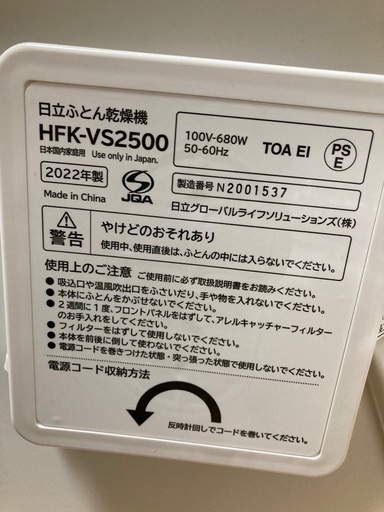 日立ふとん乾燥機
HFK-VS2500
日本国内家庭用 Use only in Japan.
2022年製
Made in China
JQA
100V-680W
50-60Hz
TOA EI
PS
E
製造番号 N2001537
日立グローバルライフソリューションズ(株)
警告
やけどのおそれあり
使用中、使用直後は、ふとんの中には入らないでください。
使用上のご注意 ご使用前に必ず取扱説明書をお読みください。
●吸込口や温風吹出口をふさいだり、手や物を入れないでください。
●本体にふとんをかぶせないでください。
●2週間に1度、フロントパネルをはずして、アレルキャッチャーフィルター
のお手入れをしてください。
●フィルターをはずして使用しないでください。
●本体を前後に倒して使わないでください。
●電源コードを巻きつけた状態・突っ張った状態で使用しないでください。
電源コード収納方法
反時計回しでコードを巻いてください。